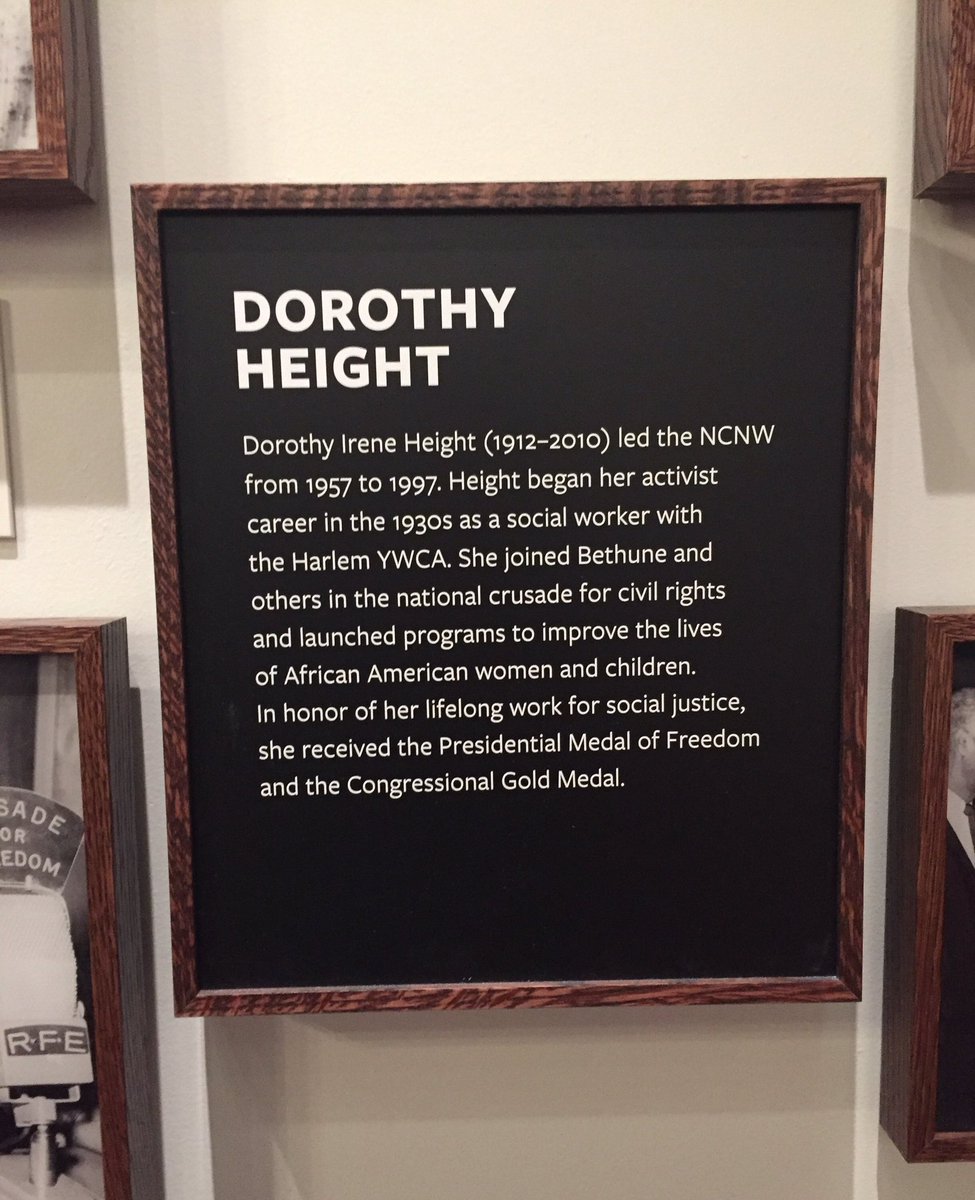 DOROTHY
HEIGHT
Dorothy Irene Height (1912–2010) led the NCNW
from 1957 to 1997. Height began her activist
career in the 1930s as a social worker with
the Harlem YWCA. She joined Bethune and
others in the national crusade for civil rights
and launched programs to improve the lives
of African American women and children.
In honor of her lifelong work for social justice,
she received the Presidential Medal of Freedom
and the Congressional Gold Medal.
SADE
OR
EDOM
R·F·E